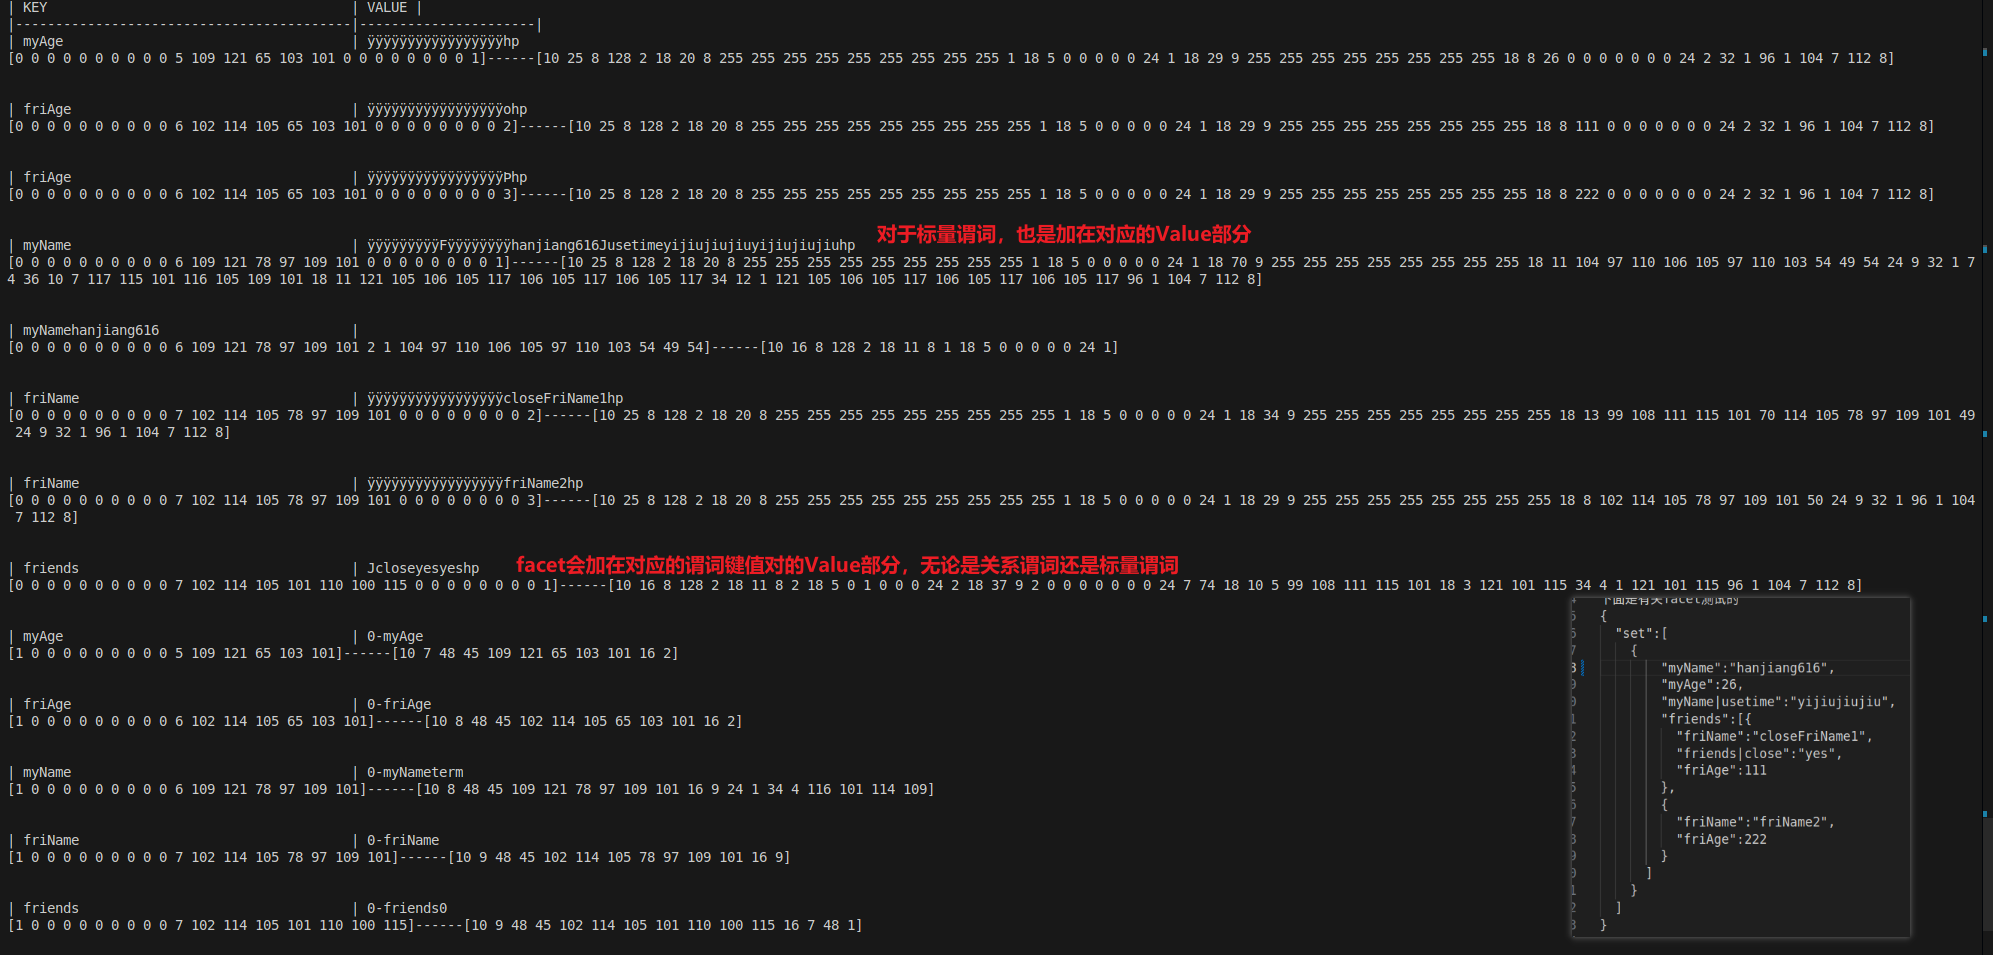 | KEY | VALUE |
|------------------------------------------|----------------------|
| myAge | ÿÿÿÿÿÿÿÿÿÿÿÿÿÿÿÿÿhp
[0 0 0 0 0 0 0 0 0 0 5 109 121 65 103 101 0 0 0 0 0 0 0 0 1]------[10 25 8 128 2 18 20 8 255 255 255 255 255 255 255 255 255 1 18 5 0 0 0 0 0 24 1 18 29 9 255 255 255 255 255 255 255 255 18 8 26 0 0 0 0 0 0 0 24 2 32 1 96 1 104 7 112 8]
| friAge | ÿÿÿÿÿÿÿÿÿÿÿÿÿÿÿÿÿohp
[0 0 0 0 0 0 0 0 0 0 6 102 114 105 65 103 101 0 0 0 0 0 0 0 0 2]------[10 25 8 128 2 18 20 8 255 255 255 255 255 255 255 255 255 1 18 5 0 0 0 0 0 24 1 18 29 9 255 255 255 255 255 255 255 255 18 8 111 0 0 0 0 0 0 0 24 2 32 1 96 1 104 7 112 8]
| friAge | ÿÿÿÿÿÿÿÿÿÿÿÿÿÿÿÿÿÞhp
[0 0 0 0 0 0 0 0 0 0 6 102 114 105 65 103 101 0 0 0 0 0 0 0 0 3]------[10 25 8 128 2 18 20 8 255 255 255 255 255 255 255 255 255 1 18 5 0 0 0 0 0 24 1 18 29 9 255 255 255 255 255 255 255 255 18 8 222 0 0 0 0 0 0 0 24 2 32 1 96 1 104 7 112 8]
对于标量谓词，也是加在对应的Value部分
| myName | ÿÿÿÿÿÿÿÿÿFÿÿÿÿÿÿÿÿhanjiang616Jusetimeyijiujiujiuyijiujiujiuhp
[0 0 0 0 0 0 0 0 0 0 6 109 121 78 97 109 101 0 0 0 0 0 0 0 0 1]------[10 25 8 128 2 18 20 8 255 255 255 255 255 255 255 255 255 1 18 5 0 0 0 0 0 24 1 18 70 9 255 255 255 255 255 255 255 255 18 11 104 97 110 106 105 97 110 103 54 49 54 24 9 32 1 7
4 36 10 7 117 115 101 116 105 109 101 18 11 121 105 106 105 117 106 105 117 106 105 117 34 12 1 121 105 106 105 117 106 105 117 106 105 117 96 1 104 7 112 8]
| myNamehanjiang616 |
[0 0 0 0 0 0 0 0 0 0 6 109 121 78 97 109 101 2 1 104 97 110 106 105 97 110 103 54 49 54]------[10 16 8 128 2 18 11 8 1 18 5 0 0 0 0 0 24 1]
| friName | ÿÿÿÿÿÿÿÿÿÿÿÿÿÿÿÿÿcloseFriName1hp
[0 0 0 0 0 0 0 0 0 0 7 102 114 105 78 97 109 101 0 0 0 0 0 0 0 0 2]------[10 25 8 128 2 18 20 8 255 255 255 255 255 255 255 255 255 1 18 5 0 0 0 0 0 24 1 18 34 9 255 255 255 255 255 255 255 255 18 13 99 108 111 115 101 70 114 105 78 97 109 101 49
24 9 32 1 96 1 104 7 112 8]
| friName | ÿÿÿÿÿÿÿÿÿÿÿÿÿÿÿÿÿfriName2hp
[0 0 0 0 0 0 0 0 0 0 7 102 114 105 78 97 109 101 0 0 0 0 0 0 0 0 3]------[10 25 8 128 2 18 20 8 255 255 255 255 255 255 255 255 255 1 18 5 0 0 0 0 0 24 1 18 29 9 255 255 255 255 255 255 255 255 18 8 102 114 105 78 97 109 101 50 24 9 32 1 96 1 104
7 112 8]
facet会加在对应的谓词键值对的Value部分，无论是关系谓词还是标量谓词
| friends | Jcloseyesyeshp
[0 0 0 0 0 0 0 0 0 0 7 102 114 105 101 110 100 115 0 0 0 0 0 0 0 0 1]------[10 16 8 128 2 18 11 8 2 18 5 0 1 0 0 0 24 2 18 37 9 2 0 0 0 0 0 0 0 24 7 74 18 10 5 99 108 111 115 101 18 3 121 101 115 34 4 1 121 101 115 96 1 104 7 112 8]
| myAge | 0-myAge
[1 0 0 0 0 0 0 0 0 0 5 109 121 65 103 101]------[10 7 48 45 109 121 65 103 101 16 2]
| friAge | 0-friAge
[1 0 0 0 0 0 0 0 0 0 6 102 114 105 65 103 101]------[10 8 48 45 102 114 105 65 103 101 16 2]
| myName | 0-myNameterm
[1 0 0 0 0 0 0 0 0 0 6 109 121 78 97 109 101]------[10 8 48 45 109 121 78 97 109 101 16 9 24 1 34 4 116 101 114 109]
| friName | 0-friName
[1 0 0 0 0 0 0 0 0 0 7 102 114 105 78 97 109 101]------[10 9 48 45 102 114 105 78 97 109 101 16 9]
| friends | 0-friends0
[1 0 0 0 0 0 0 0 0 0 7 102 114 105 101 110 100 115]------[10 9 48 45 102 114 105 101 110 100 115 16 7 48 1]
下面是有关facet测试的
{
"set":[
{
"myName":"hanjiang616",
"myAge":26,
"myName|usetime":"yijiujiujiu",
"friends":[{
"friName":"closeFriName1",
"friends|close":"yes",
"friAge":111
},
{
"friName":"friName2",
"friAge":222
}
]
}
]
}